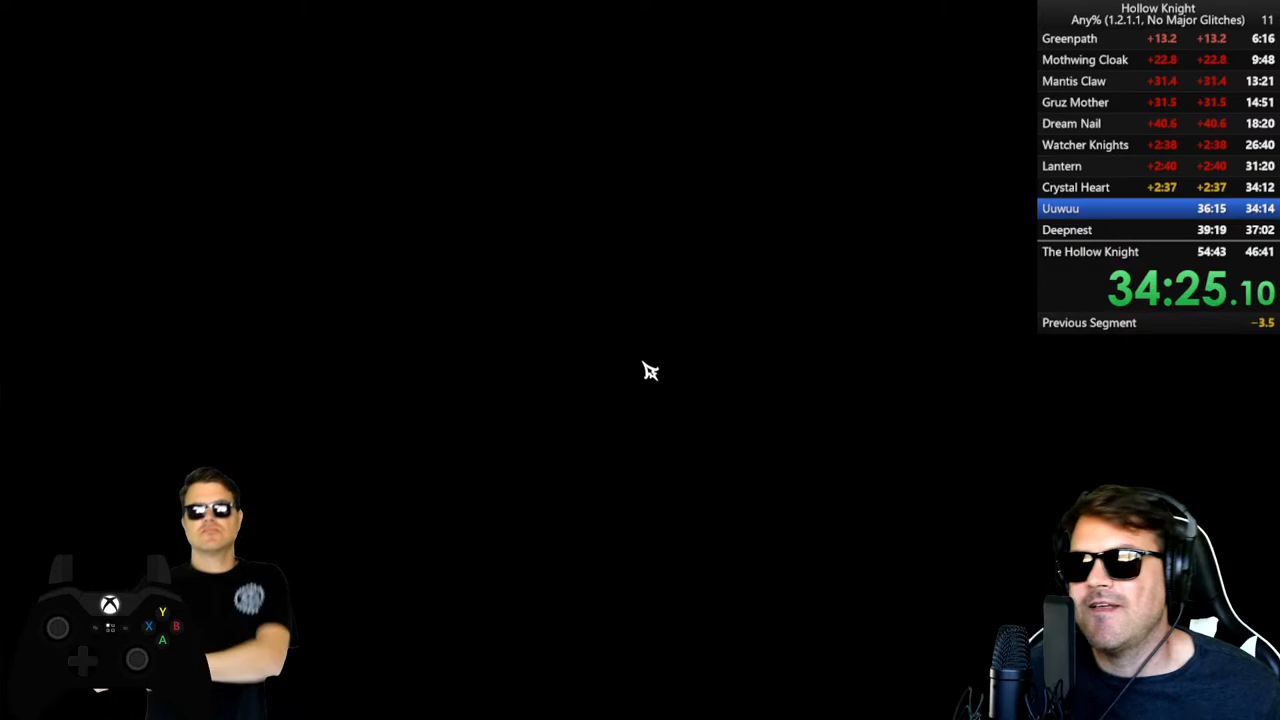 Hollow Knight
Any% (1.2.1.1, No Major Glitches) 11
Greenpath +13.2 +13.2 6:16
Mothwing Cloak +22.8 +22.8 9:48
Mantis Claw +31.4 +31.4 13:21
Gruz Mother +31.5 +31.5 14:51
Dream Nail +40.6 +40.6 18:20
Watcher Knights +2:38 +2:38 26:40
Lantern +2:40 +2:40 31:20
Crystal Heart +2:37 +2:37 34:12
Uuwuu 36:15 34:14
Deepnest 39:19 37:02
The Hollow Knight 54:43 46:41
34:25.10
Previous Segment −3.5
Y
X B
A